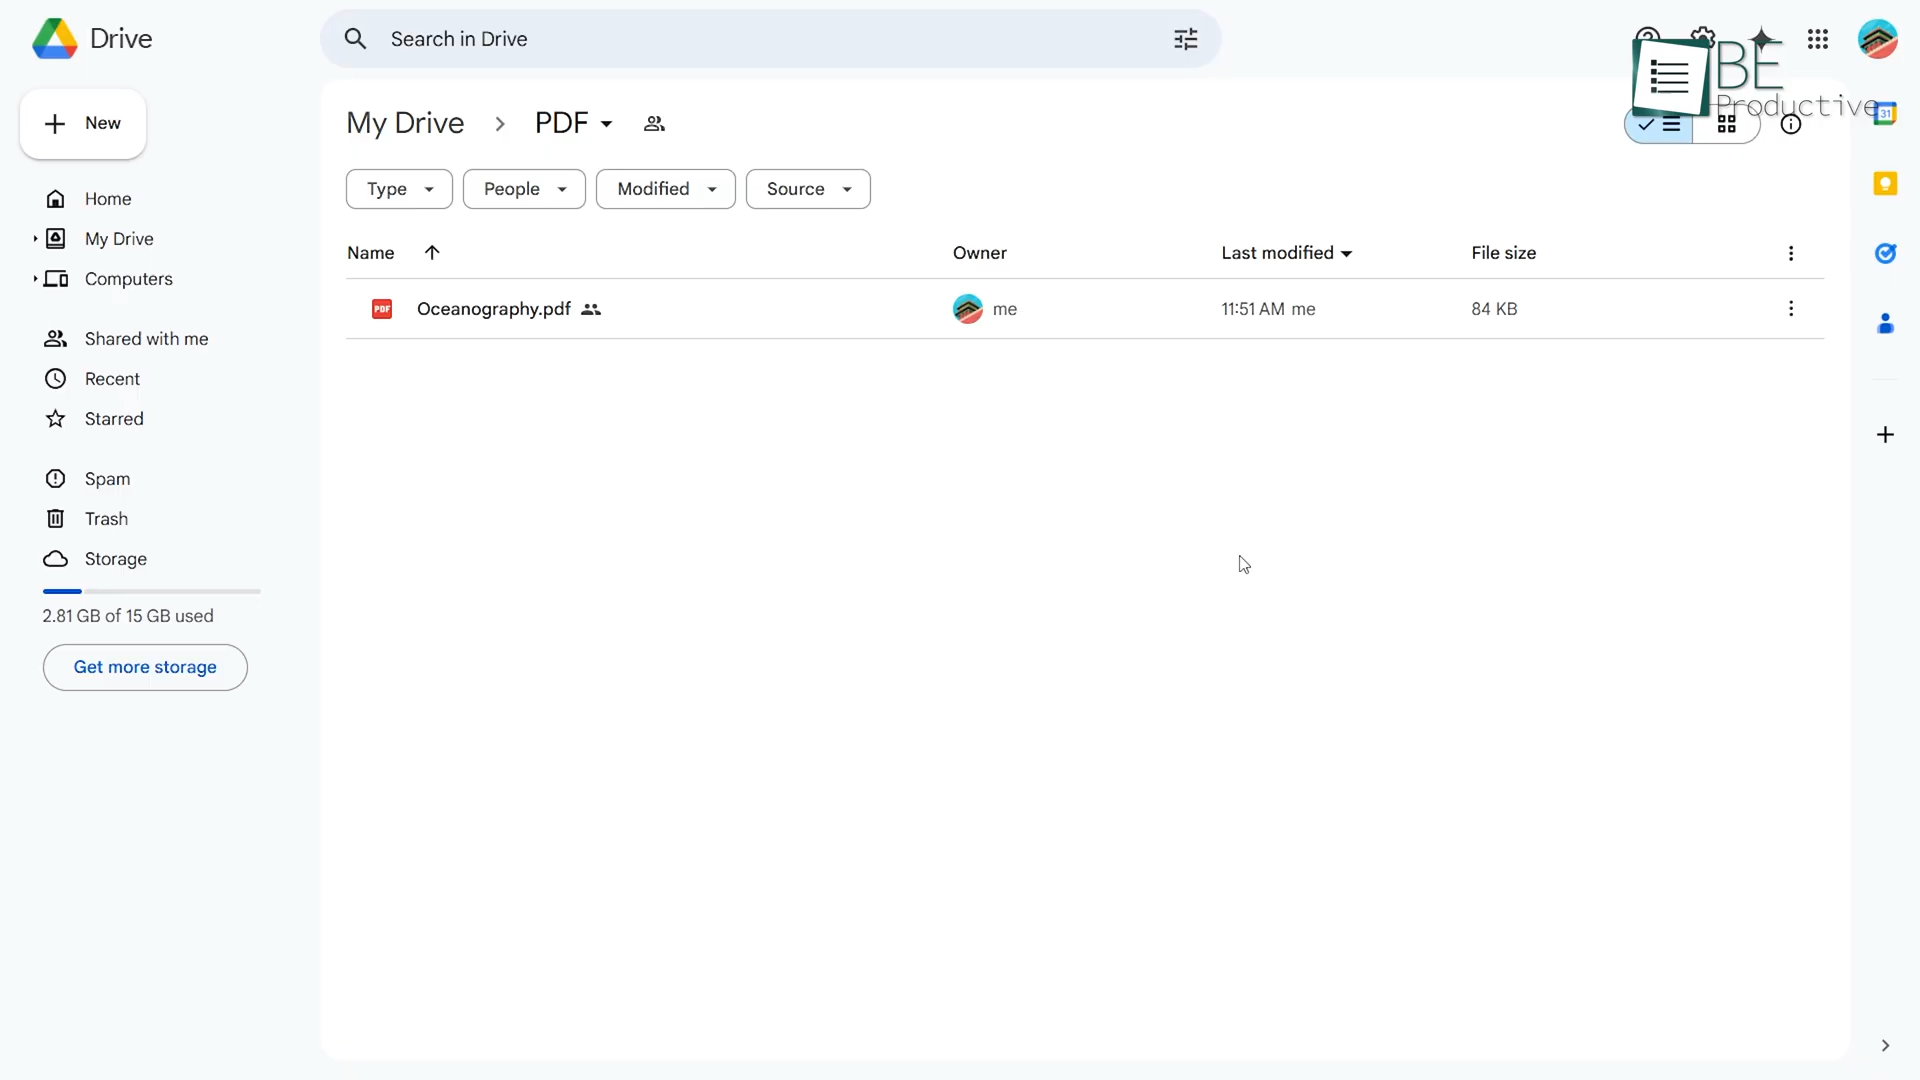 Drive
Search in Drive
BE
Productive
31
New
My Drive
PDF
Type
People
Modified
Source
Home
My Drive
Computers
Shared with me
Recent
Starred
Spam
Trash
Storage
2.81 GB of 15 GB used
Get more storage
Name
Owner
Last modified
File size
PDF
Oceanography.pdf
me
11:51 AM me
84 KB